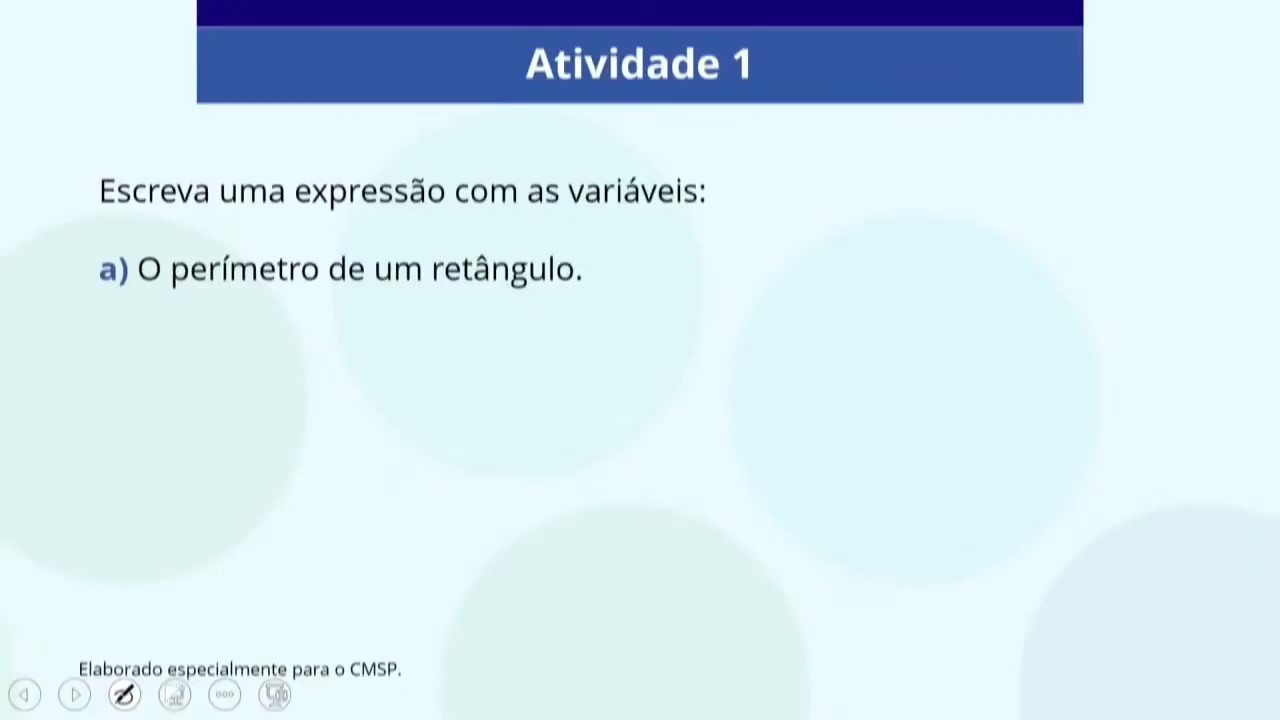 Atividade 1
Escreva uma expressão com as variáveis:
a) O perímetro de um retângulo.
Elaborado especialmente para o CMSP.